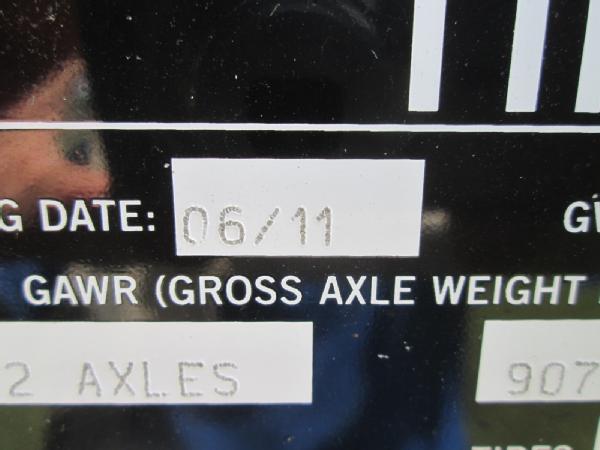 G DATE: 06/11
GAWR (GROSS AXLE WEIGHT
2 AXLES 907